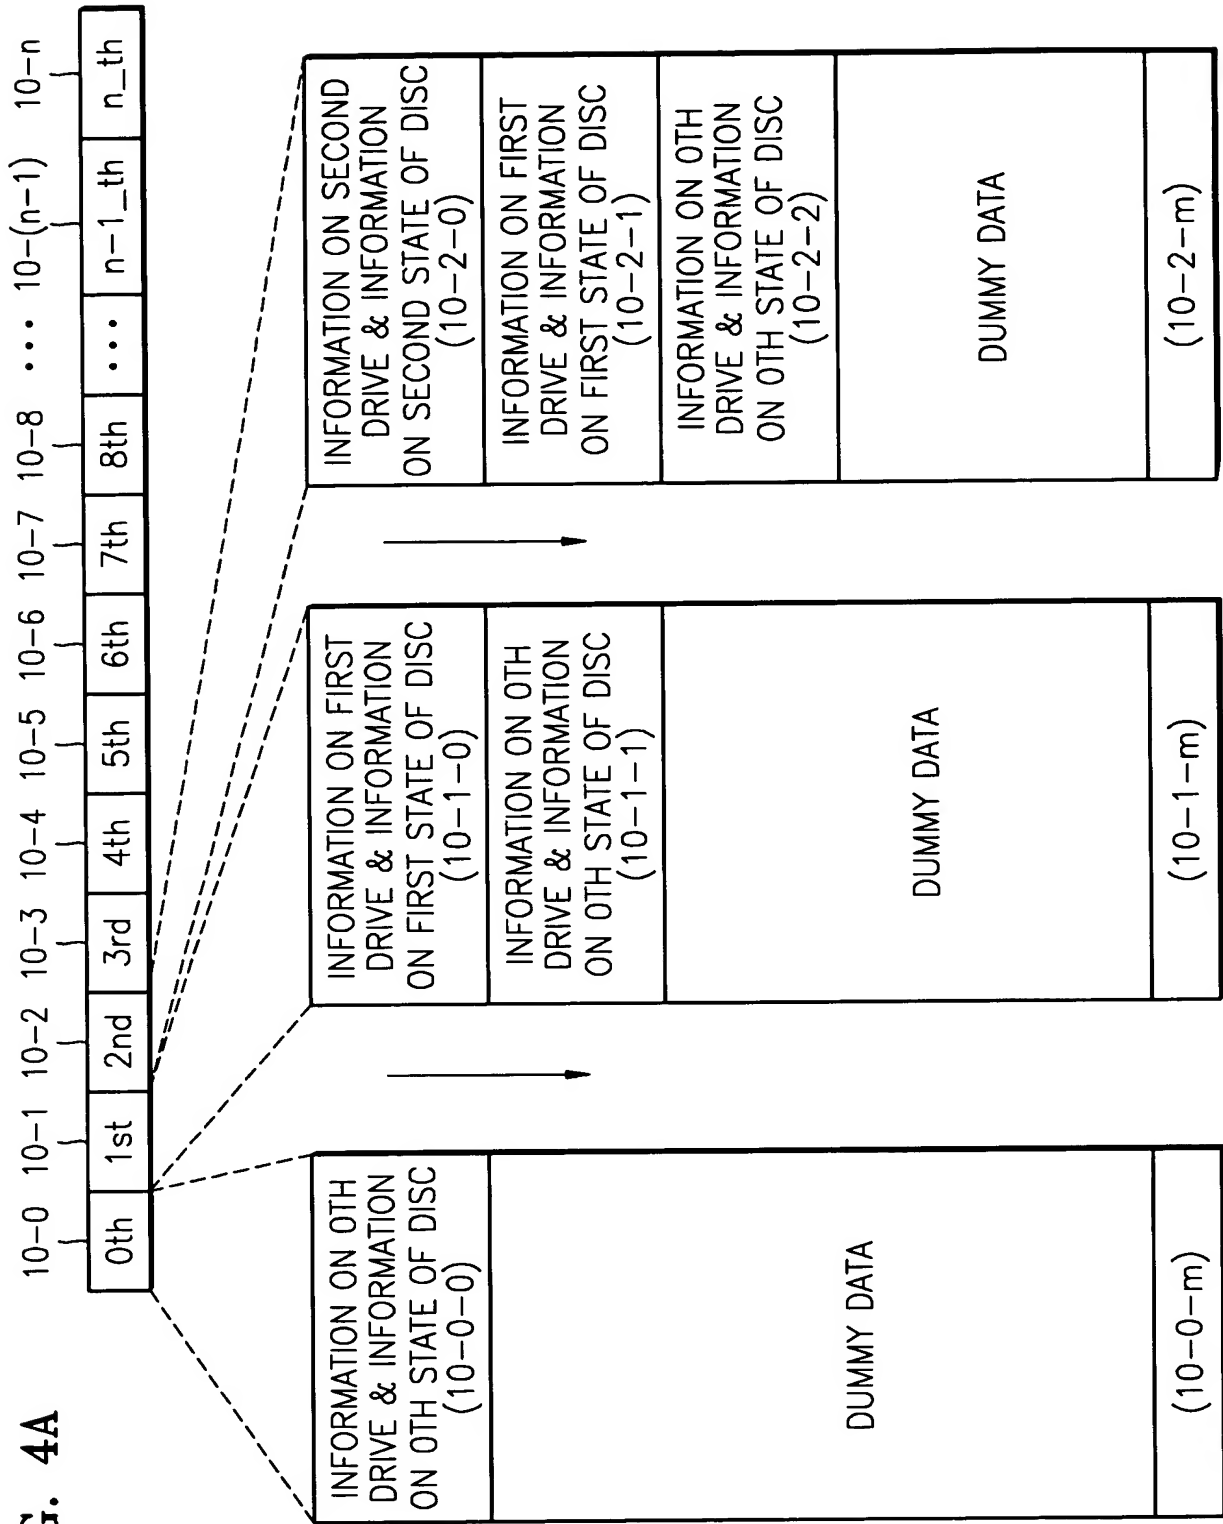 G. 4A
10-0 10-1 10-2 10-3 10-4 10-5 10-6 10-7 10-8 ... 10-(n-1) 10-n
0th 1st 2nd 3rd 4th 5th 6th 7th 8th ... n-1_th n_th
INFORMATION ON 0TH
DRIVE & INFORMATION
ON 0TH STATE OF DISC
(10-0-0)
DUMMY DATA
(10-0-m)
INFORMATION ON FIRST
DRIVE & INFORMATION
ON FIRST STATE OF DISC
(10-1-0)
INFORMATION ON 0TH
DRIVE & INFORMATION
ON 0TH STATE OF DISC
(10-1-1)
DUMMY DATA
(10-1-m)
INFORMATION ON SECOND
DRIVE & INFORMATION
ON SECOND STATE OF DISC
(10-2-0)
INFORMATION ON FIRST
DRIVE & INFORMATION
ON FIRST STATE OF DISC
(10-2-1)
INFORMATION ON 0TH
DRIVE & INFORMATION
ON 0TH STATE OF DISC
(10-2-2)
DUMMY DATA
(10-2-m)